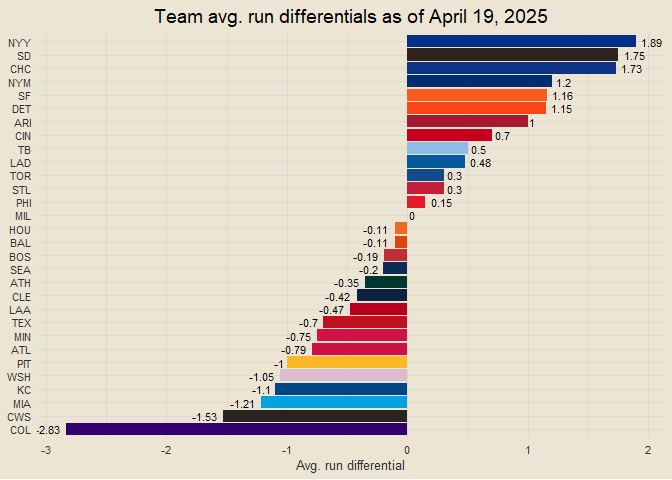 Team avg. run differentials as of April 19, 2025
NYY 1.89
SD 1.75
CHC 1.73
NYM 1.2
SF 1.16
DET 1.15
ARI 1
CIN 0.7
TB 0.5
LAD 0.48
TOR 0.3
STL 0.3
PHI 0.15
MIL 0
HOU -0.11
BAL -0.11
BOS -0.19
SEA -0.2
ATH -0.35
CLE -0.42
LAA -0.47
TEX -0.7
MIN -0.75
ATL -0.79
PIT -1
WSH -1.05
KC -1.1
MIA -1.21
CWS -1.53
COL -2.83
-3 -2 -1 0 1 2
Avg. run differential